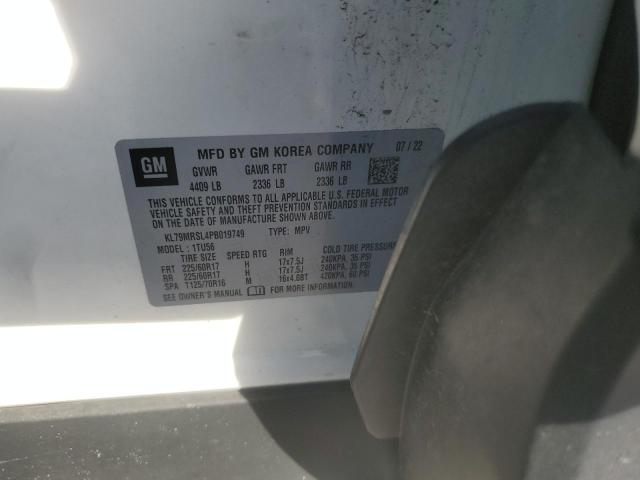 GM
MFD BY GM KOREA COMPANY 07/22
GVWR GAWR FRT GAWR RR
4409 LB 2336 LB 2336 LB
THIS VEHICLE CONFORMS TO ALL APPLICABLE U.S. FEDERAL MOTOR
VEHICLE SAFETY, BUMPER, AND THEFT PREVENTION STANDARDS IN EFFECT ON
THE DATE OF MANUFACTURE SHOWN ABOVE.
KL79MRSL4PB019749 TYPE: MPV
MODEL: 1TU56
TIRE SIZE SPEED RTG RIM COLD TIRE PRESSURE
FRT 225/60R17 H 17x7.5J 240KPA, 35 PSI
RR 225/60R17 H 17x7.5J 240KPA, 35 PSI
SPA T125/70R16 M 16x4.00T 420KPA, 60 PSI
SEE OWNER'S MANUAL FOR MORE INFORMATION.